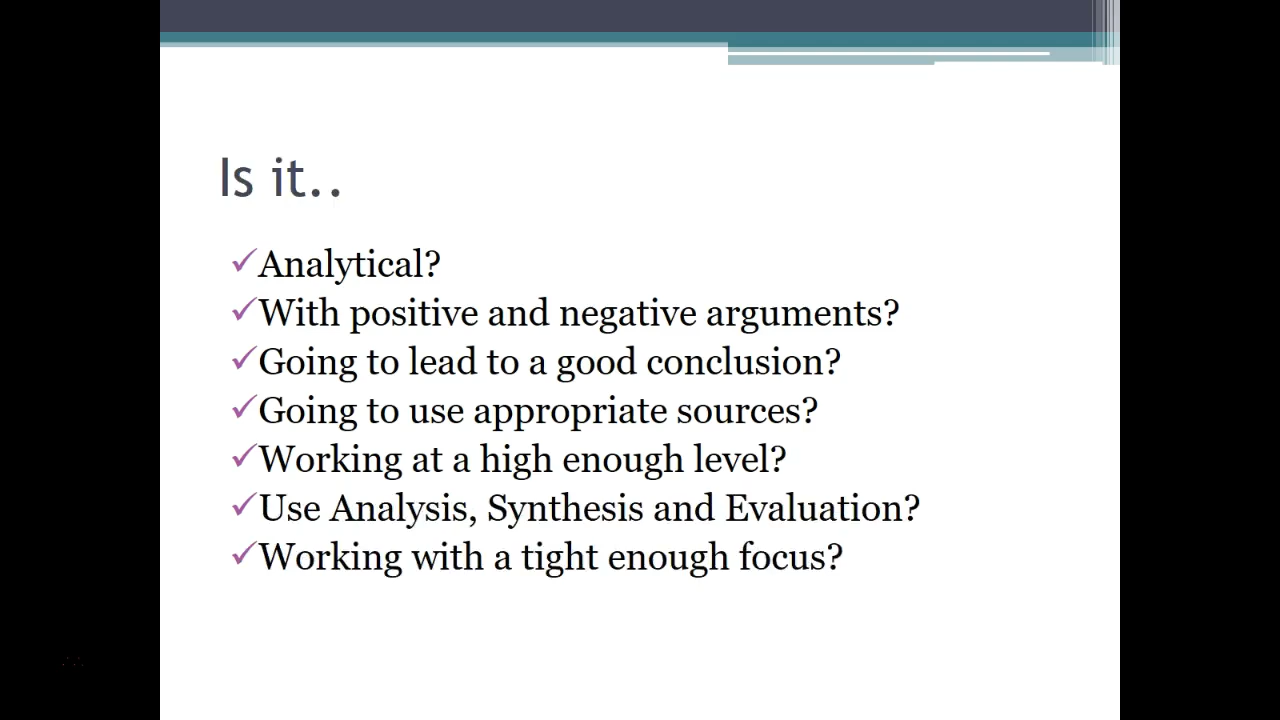 Is it..
✓Analytical?
✓With positive and negative arguments?
✓Going to lead to a good conclusion?
✓Going to use appropriate sources?
✓Working at a high enough level?
✓Use Analysis, Synthesis and Evaluation?
✓Working with a tight enough focus?